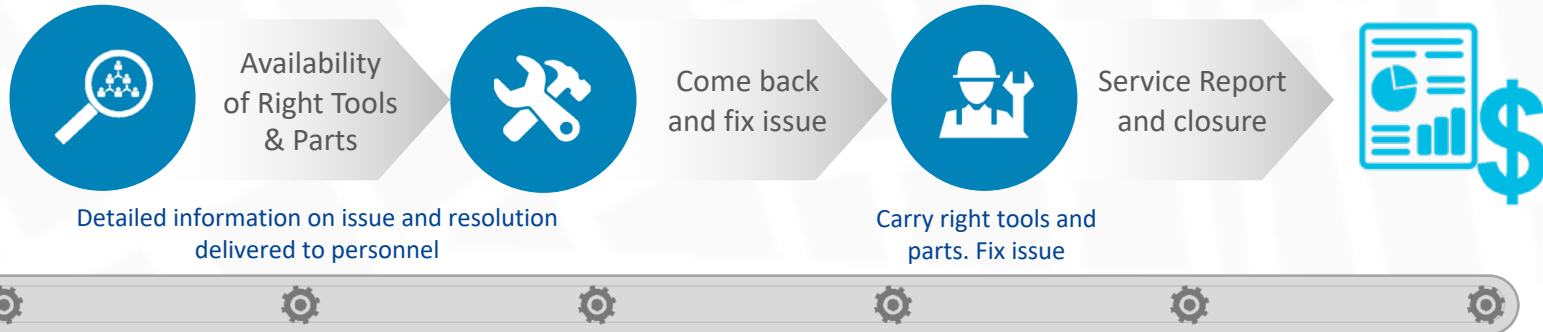 Availability
of Right Tools
& Parts
Come back
and fix issue
Service Report
and closure
Detailed information on issue and resolution
delivered to personnel
Carry right tools and
parts. Fix issue